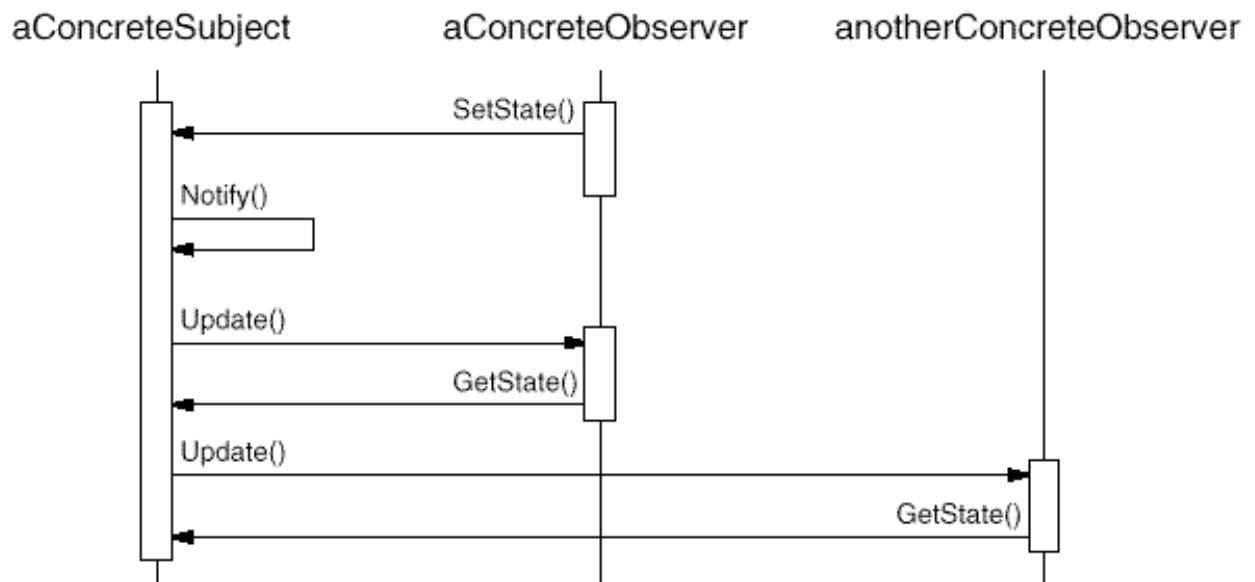 aConcreteSubject aConcreteObserver anotherConcreteObserver
SetState()
Notify()
Update()
GetState()
Update()
GetState()